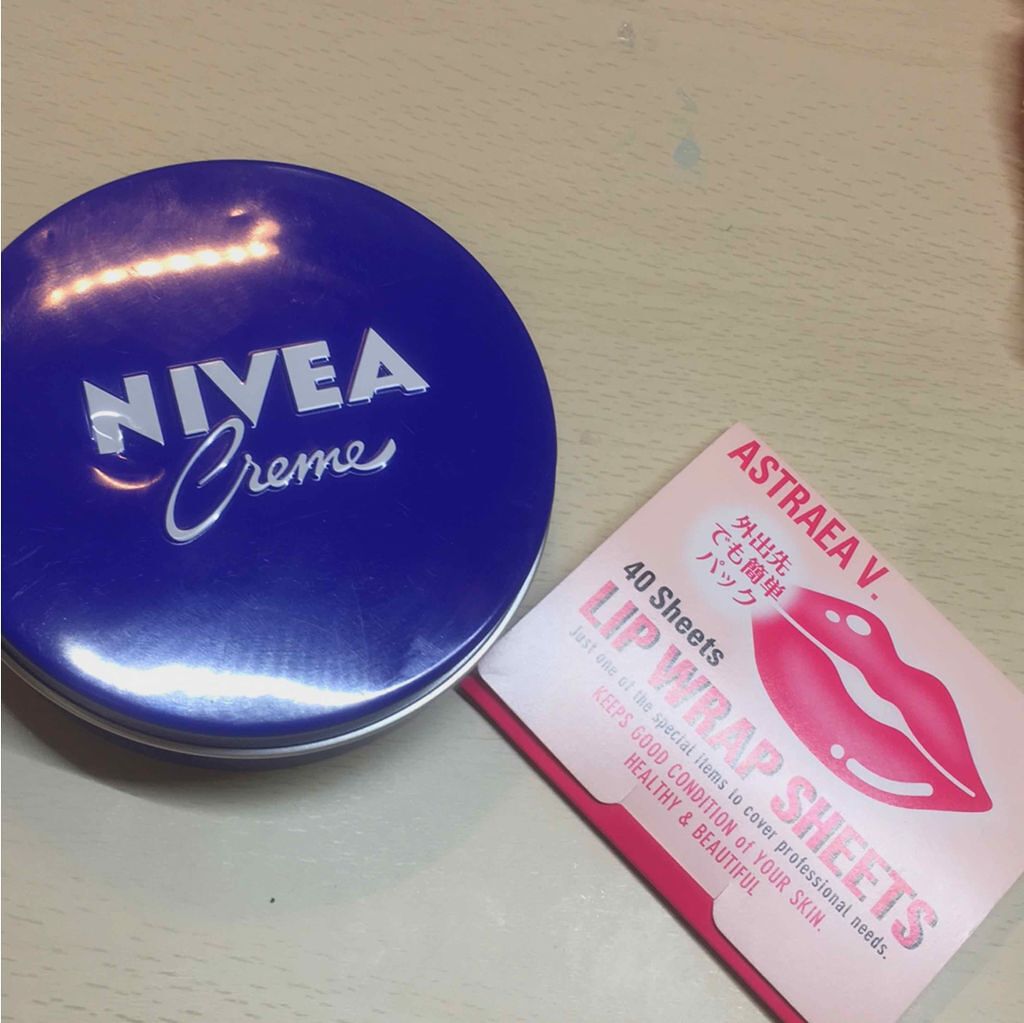 NIVEA
Creme
ASTRAEA V.
外出先
でも簡単
パック
40 Sheets
LIP WRAP SHEETS
Just one of the special items to cover professional needs.
KEEPS GOOD CONDITION of YOUR SKIN.
HEALTHY & BEAUTIFUL